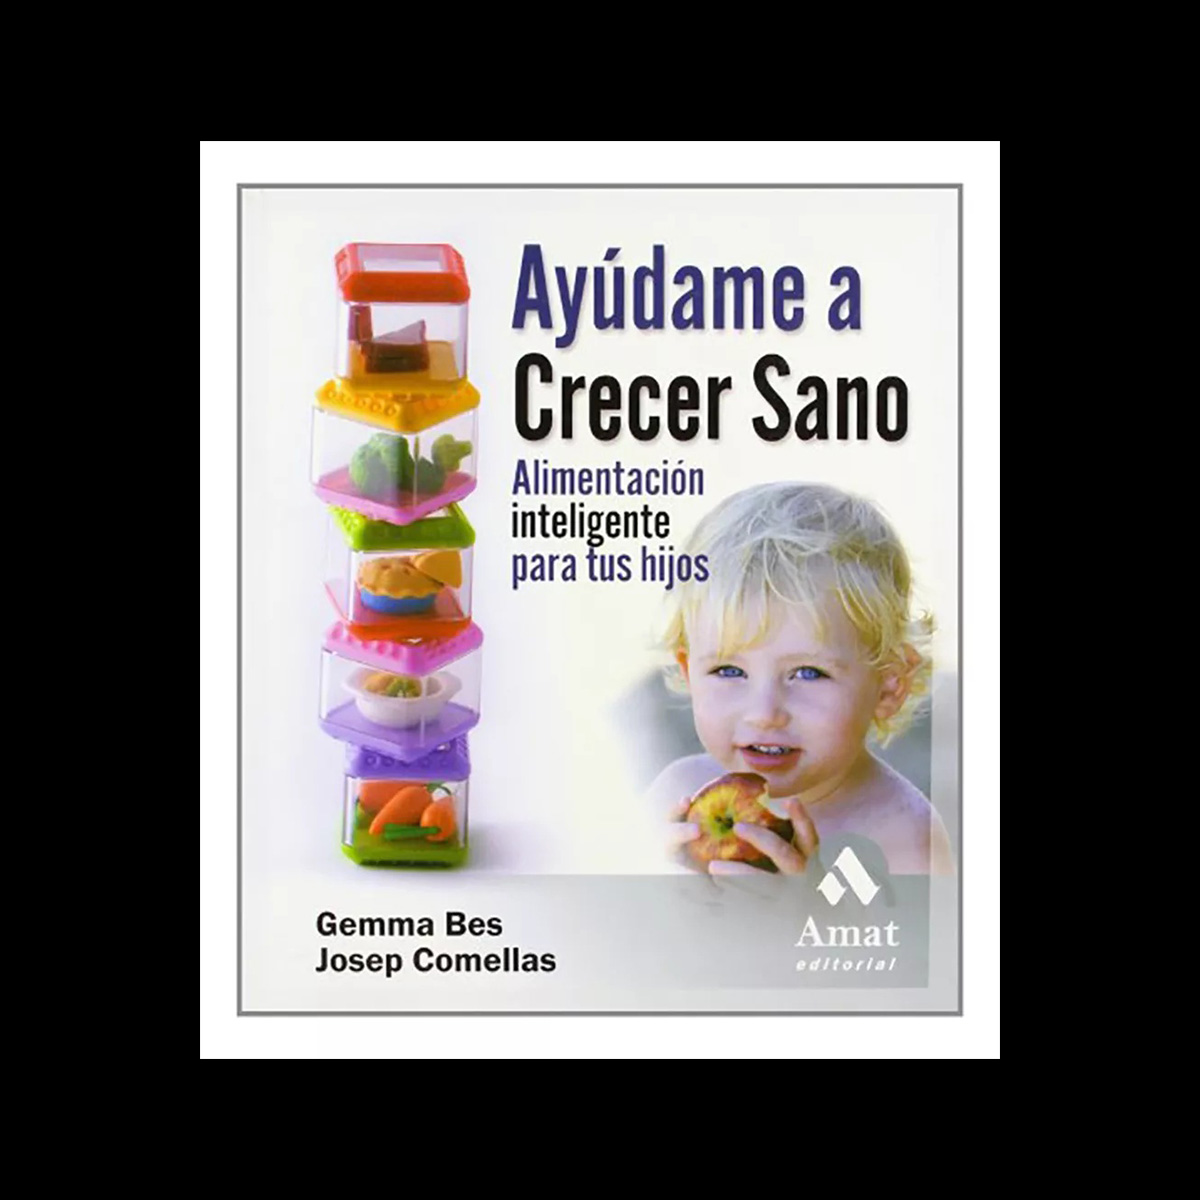 Ayúdame a
Crecer Sano
Alimentación
inteligente
para tus hijos
Gemma Bes
Josep Comellas
Amat
editorial